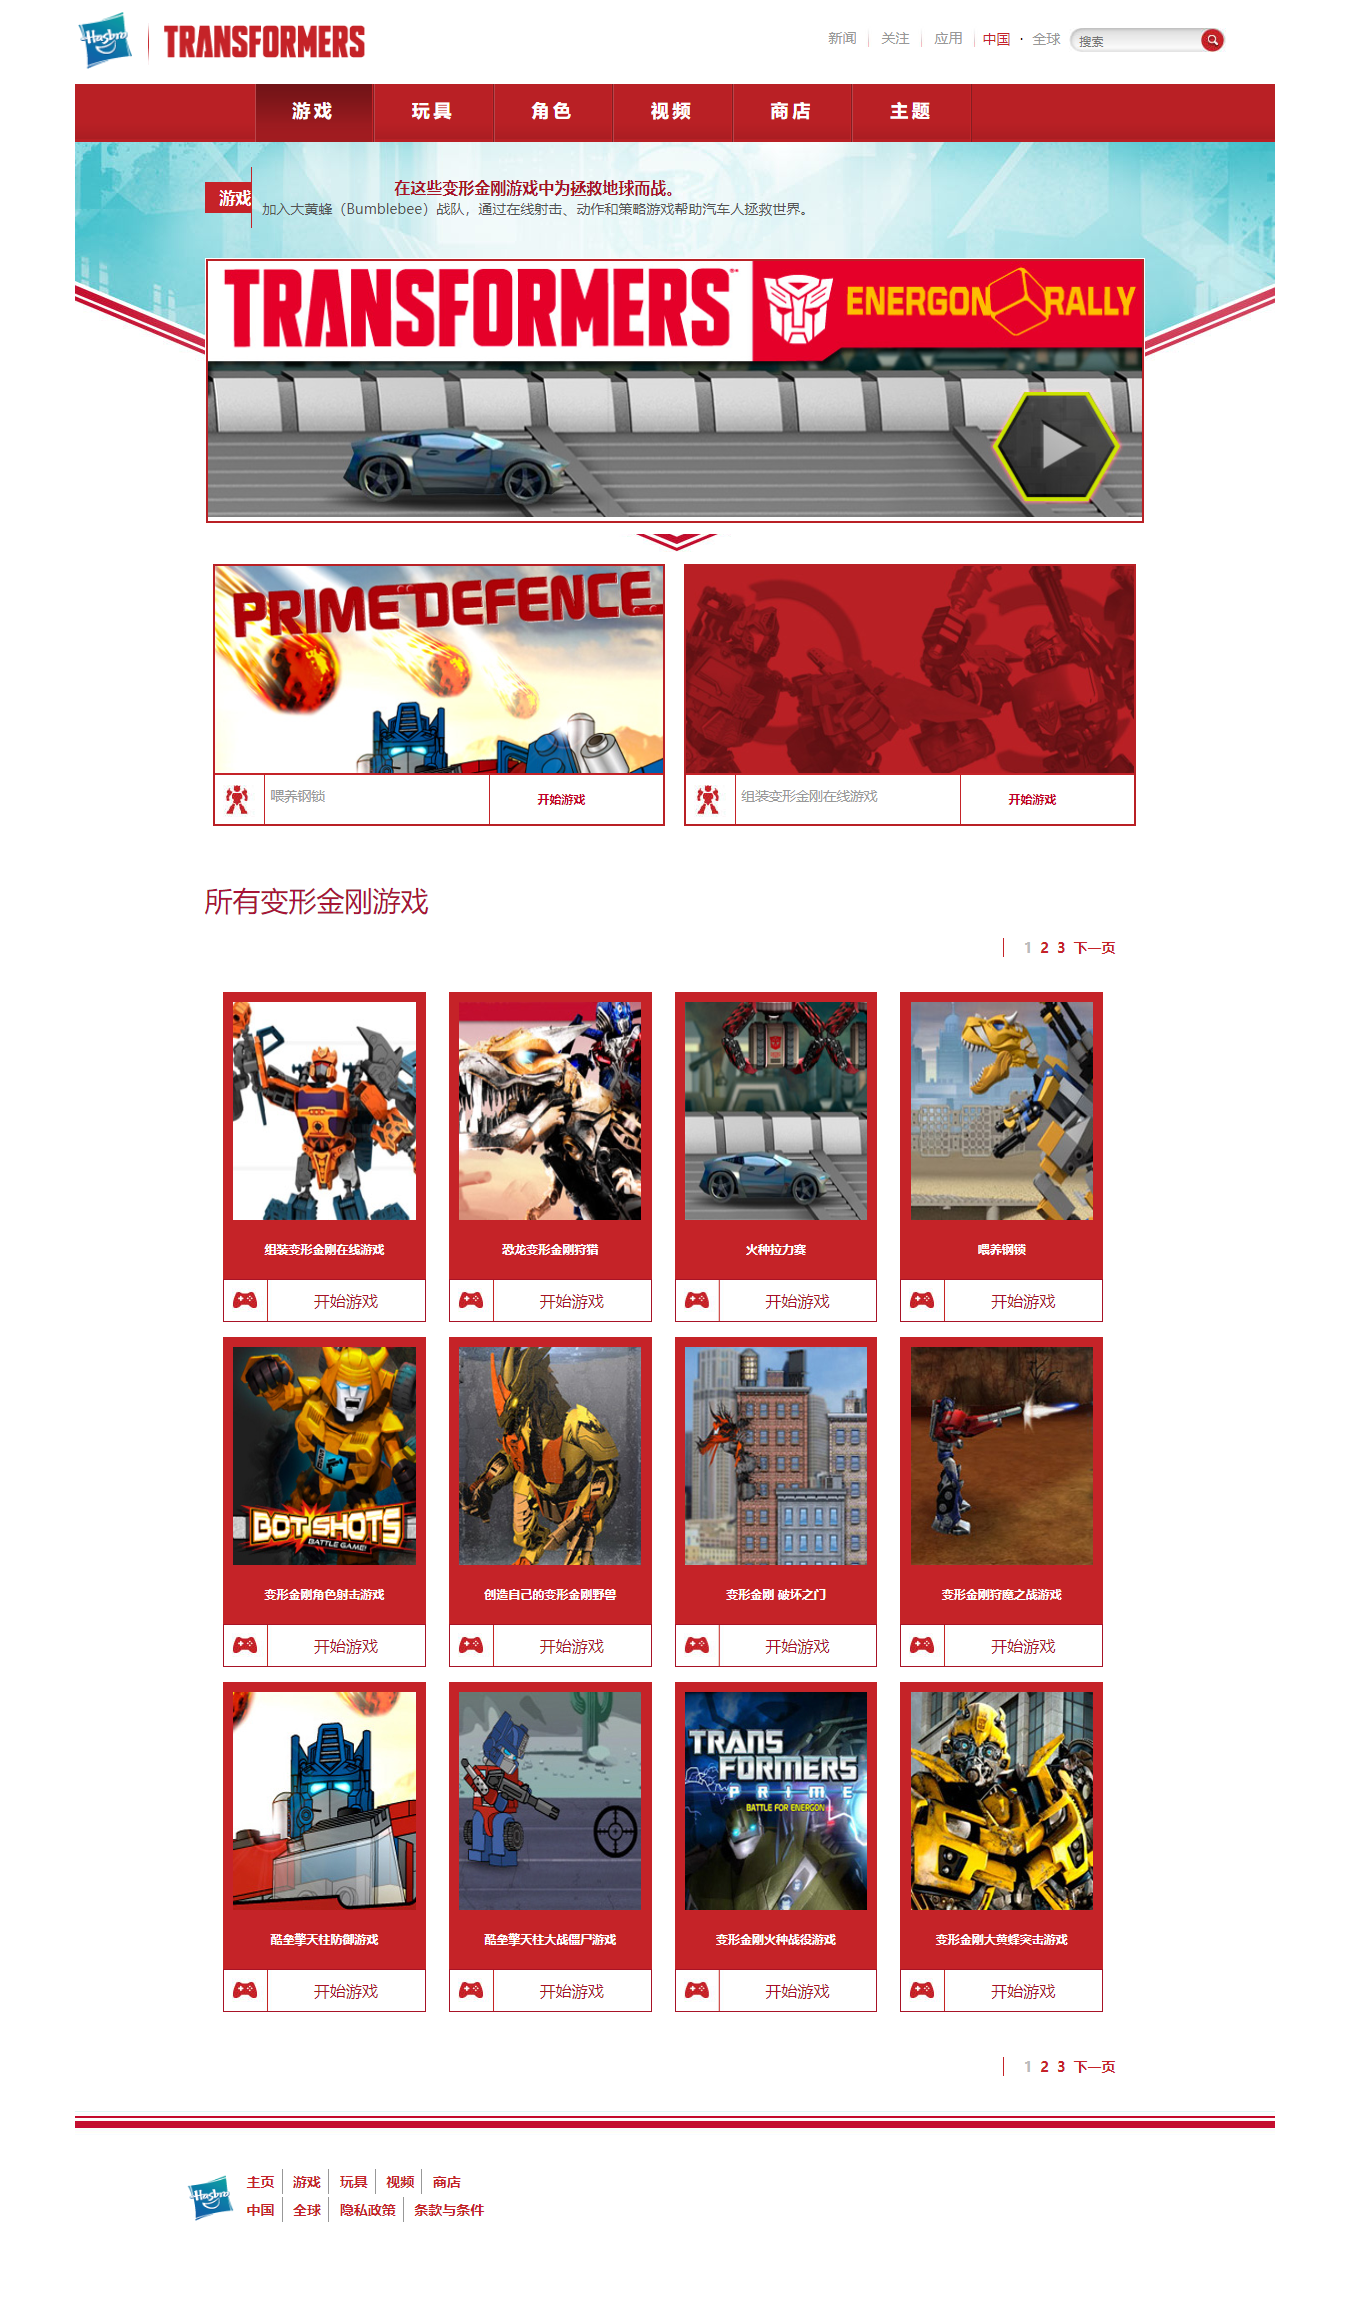 Hasbro TRANSFORMERS 新闻 关注 应用 中国 · 全球 搜索
游戏 玩具 角色 视频 商店 主题
游戏
在这些变形金刚游戏中为拯救地球而战。
加入大黄蜂（Bumblebee）战队，通过在线射击、动作和策略游戏帮助汽车人拯救世界。
TRANSFORMERS ENERGON RALLY
PRIME DEFENCE
喂养钢锁 开始游戏 组装变形金刚在线游戏 开始游戏
所有变形金刚游戏
1 2 3 下一页
组装变形金刚在线游戏 恐龙变形金刚狩猎 火种拉力赛 喂养钢锁
开始游戏 开始游戏 开始游戏 开始游戏
BOT SHOTS
BATTLE GAME!
变形金刚角色射击游戏 创造自己的变形金刚野兽 变形金刚 破坏之门 变形金刚狩魔之战游戏
开始游戏 开始游戏 开始游戏 开始游戏
TRANS
FORMERS
PRIME
BATTLE FOR ENERGON
酷垒擎天柱防御游戏 酷垒擎天柱大战僵尸游戏 变形金刚火种战役游戏 变形金刚大黄蜂突击游戏
开始游戏 开始游戏 开始游戏 开始游戏
1 2 3 下一页
Hasbro
主页 游戏 玩具 视频 商店
中国 全球 隐私政策 条款与条件